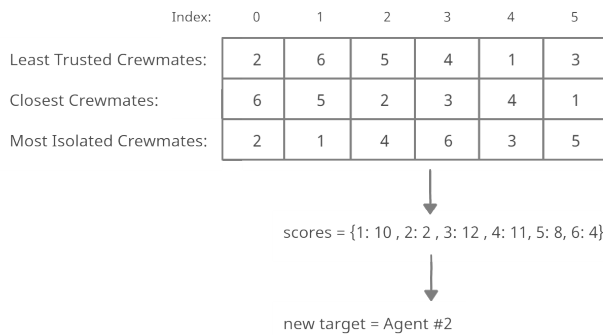 Index: 0 1 2 3 4 5
Least Trusted Crewmates: 2 6 5 4 1 3
Closest Crewmates: 6 5 2 3 4 1
Most Isolated Crewmates: 2 1 4 6 3 5
scores = {1: 10 , 2: 2 , 3: 12 , 4: 11, 5: 8, 6: 4}
new target = Agent #2